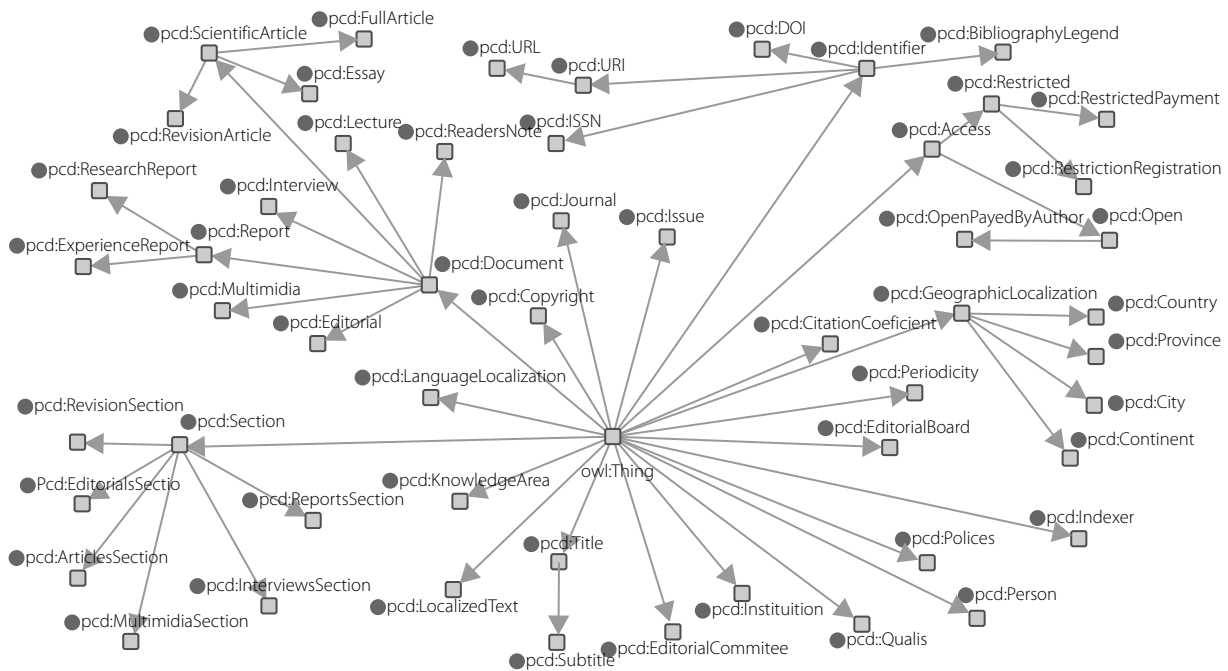 pcd:FullArticle
pcd:ScientificArticle
pcd:DOI
pcd:BibliographyLegend
pcd:URL
pcd:Identifier
pcd:URI
pcd:Essay
pcd:Restricted
pcd:RestrictedPayment
pcd:Lecture
pcd:ReadersNote
pcd:ISSN
pcd:RevisionArticle
pcd:Access
pcd:ResearchReport
pcd:RestrictionRegistration
pcd:Interview
pcd:Journal
pcd:Issue
pcd:OpenPayedByAuthor
pcd:Open
pcd:Report
pcd:ExperienceReport
pcd:Document
pcd:Multimidia
pcd:Copyright
pcd:GeographicLocalization
pcd:Country
pcd:Editorial
pcd:CitationCoeficient
pcd:Province
pcd:LanguageLocalization
pcd:Periodicity
pcd:RevisionSection
pcd:City
pcd:Section
pcd:EditorialBoard
pcd:Continent
owl:Thing
Pcd:EditorialsSectio
pcd:KnowledgeArea
pcd:ReportsSection
pcd:Indexer
pcd:Title
pcd:Polices
pcd:ArticlesSection
pcd:InterviewsSection
pcd:Person
pcd:LocalizedText
pcd:Instituition
pcd:MultimidiaSection
pcd::Qualis
pcd:EditorialCommitee
pcd:Subtitle